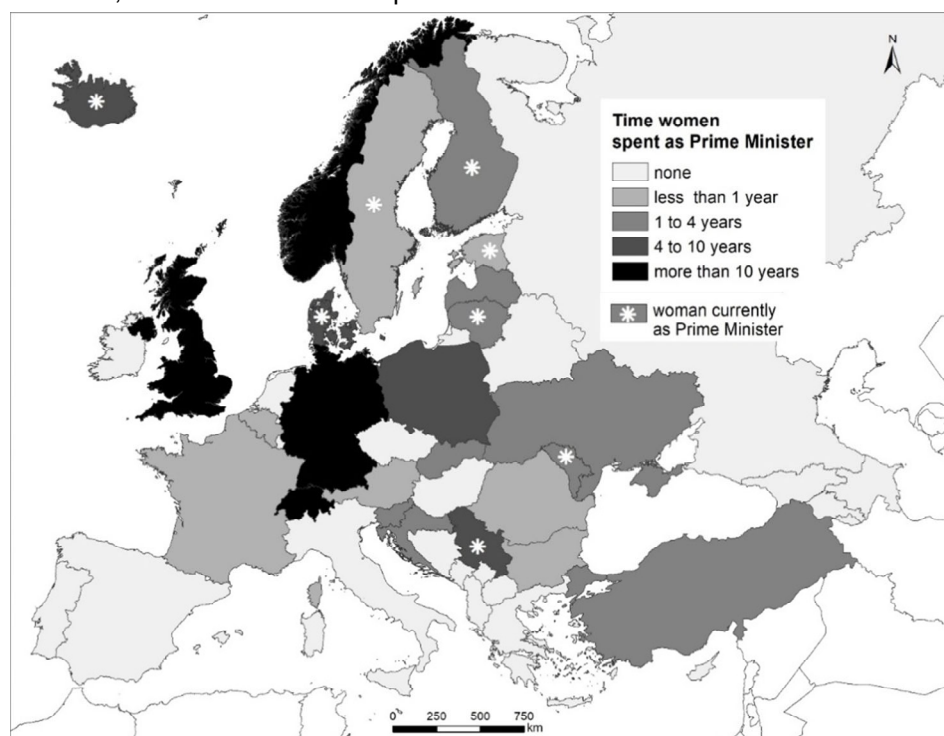 N
Time women
spent as Prime Minister
none
less than 1 year
1 to 4 years
4 to 10 years
more than 10 years
woman currently
as Prime Minister
0 250 500 750
km